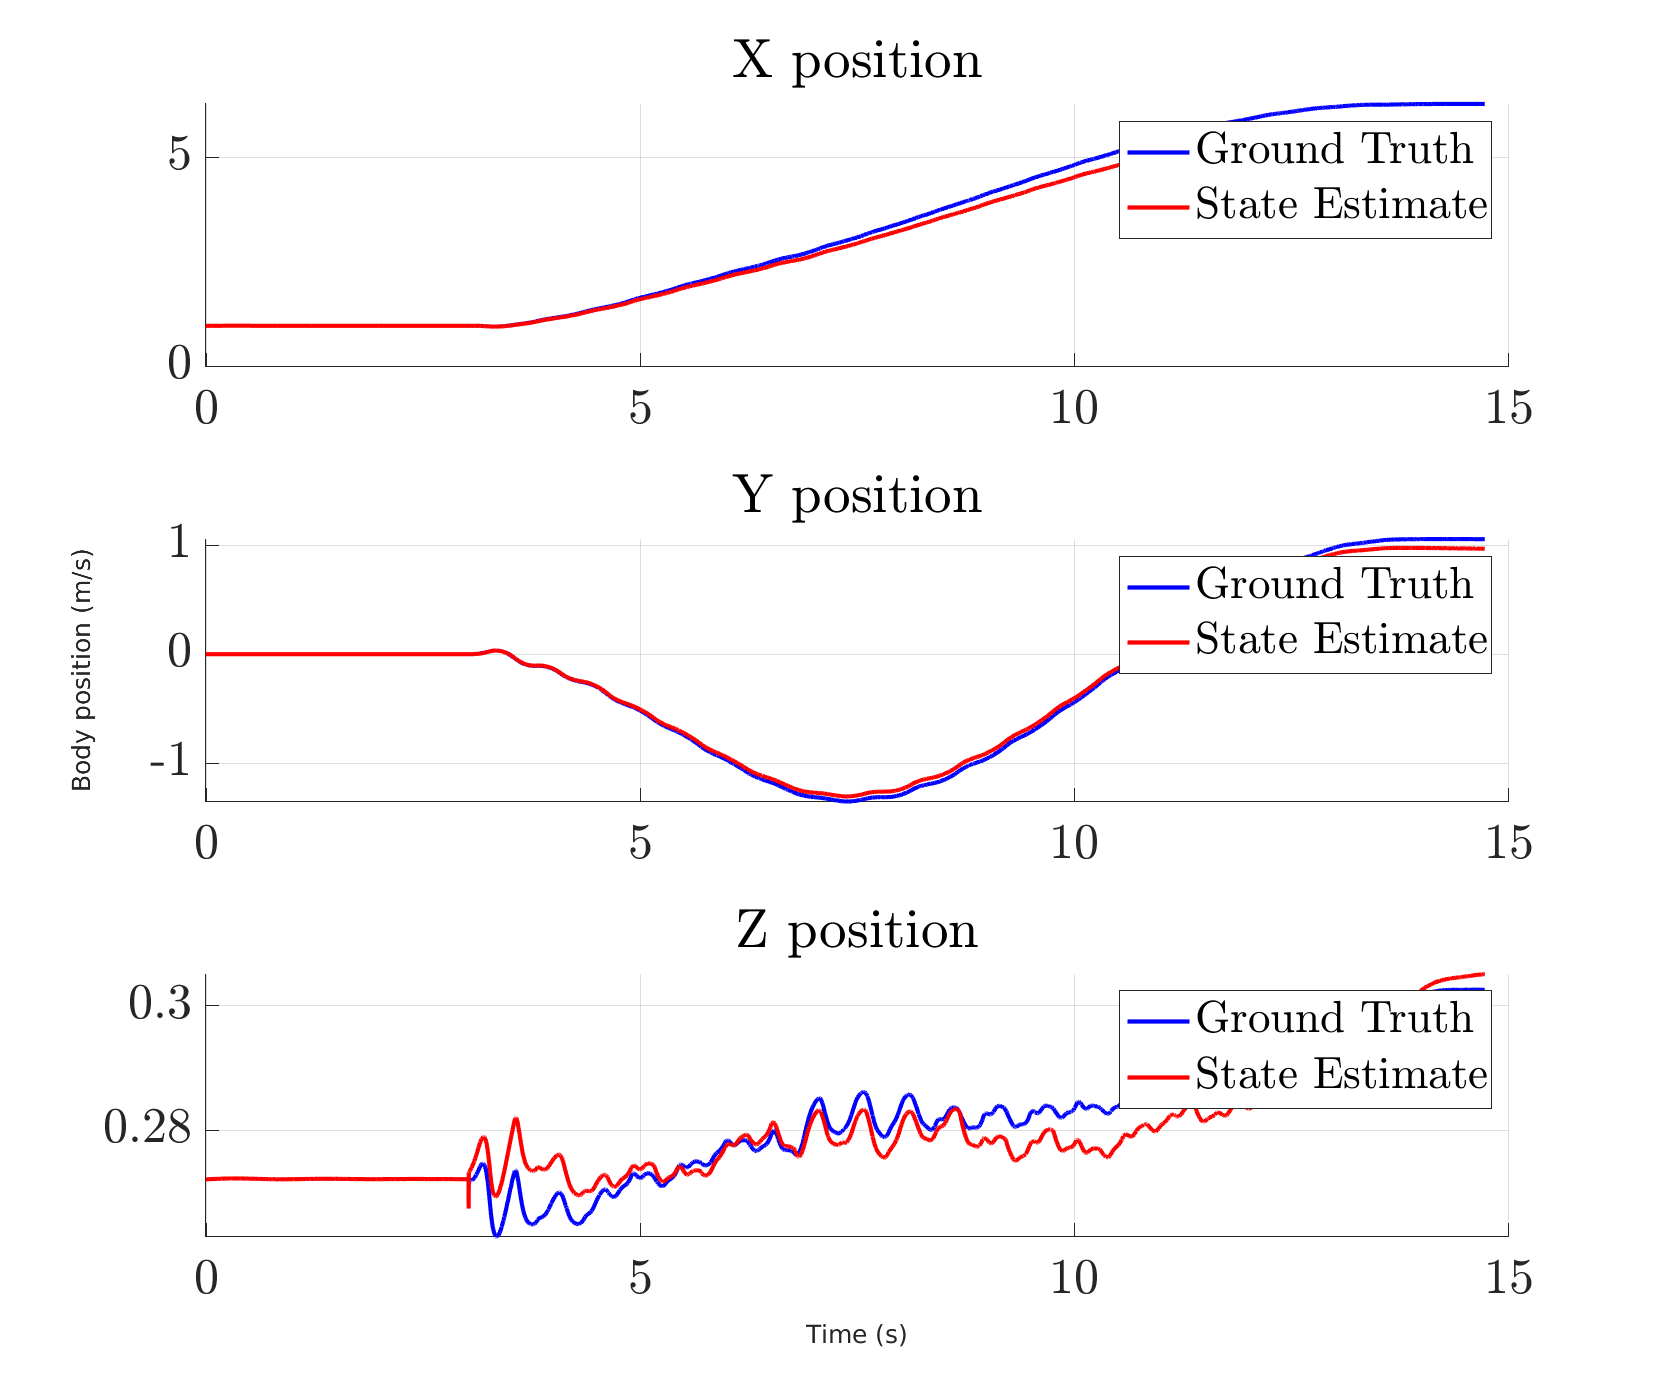 X position
5
0
0 5 10 15
Ground Truth
State Estimate
Y position
Body position (m/s)
1
0
-1
0 5 10 15
Ground Truth
State Estimate
Z position
0.3
0.28
0 5 10 15
Ground Truth
State Estimate
Time (s)